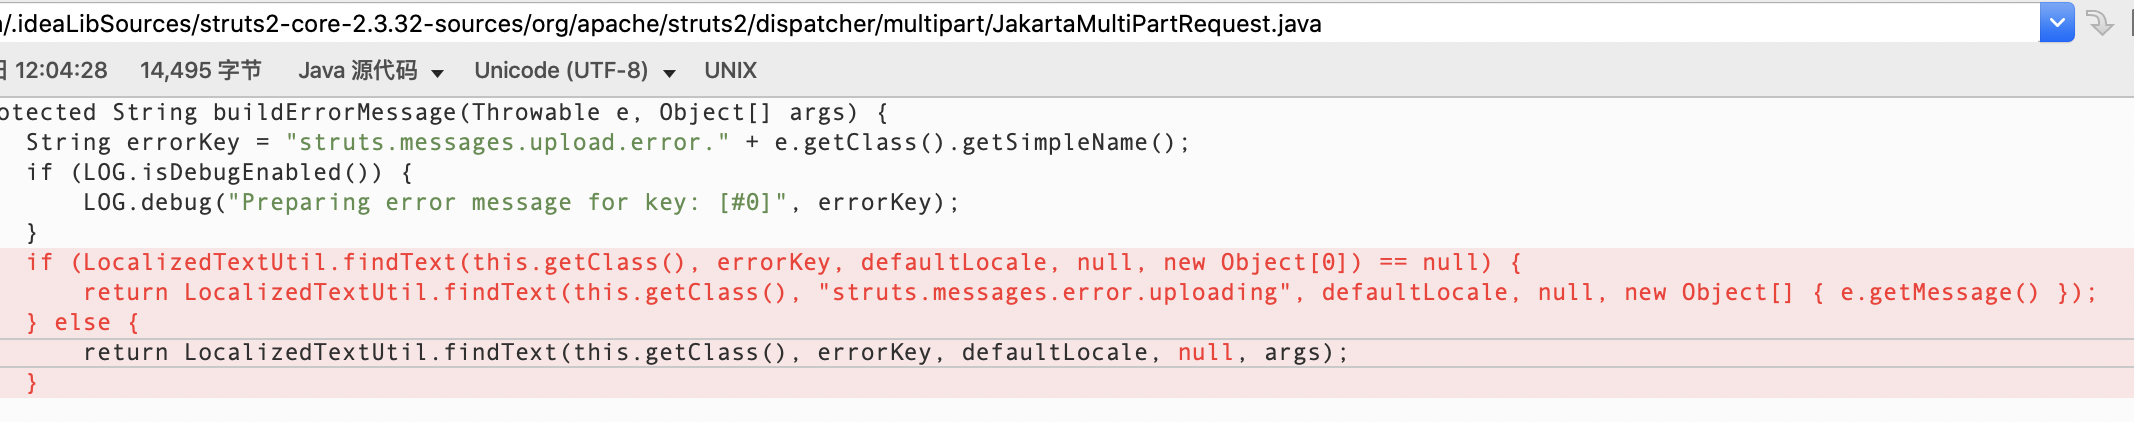 /.ideaLibSources/struts2-core-2.3.32-sources/org/apache/struts2/dispatcher/multipart/JakartaMultiPartRequest.java
12:04:28 14,495 字节 Java 源代码 Unicode (UTF-8) UNIX
otected String buildErrorMessage(Throwable e, Object[] args) {
String errorKey = "struts.messages.upload.error." + e.getClass().getSimpleName();
if (LOG.isDebugEnabled()) {
LOG.debug("Preparing error message for key: [#0]", errorKey);
}
if (LocalizedTextUtil.findText(this.getClass(), errorKey, defaultLocale, null, new Object[0]) == null) {
return LocalizedTextUtil.findText(this.getClass(), "struts.messages.error.uploading", defaultLocale, null, new Object[] { e.getMessage() });
} else {
return LocalizedTextUtil.findText(this.getClass(), errorKey, defaultLocale, null, args);
}